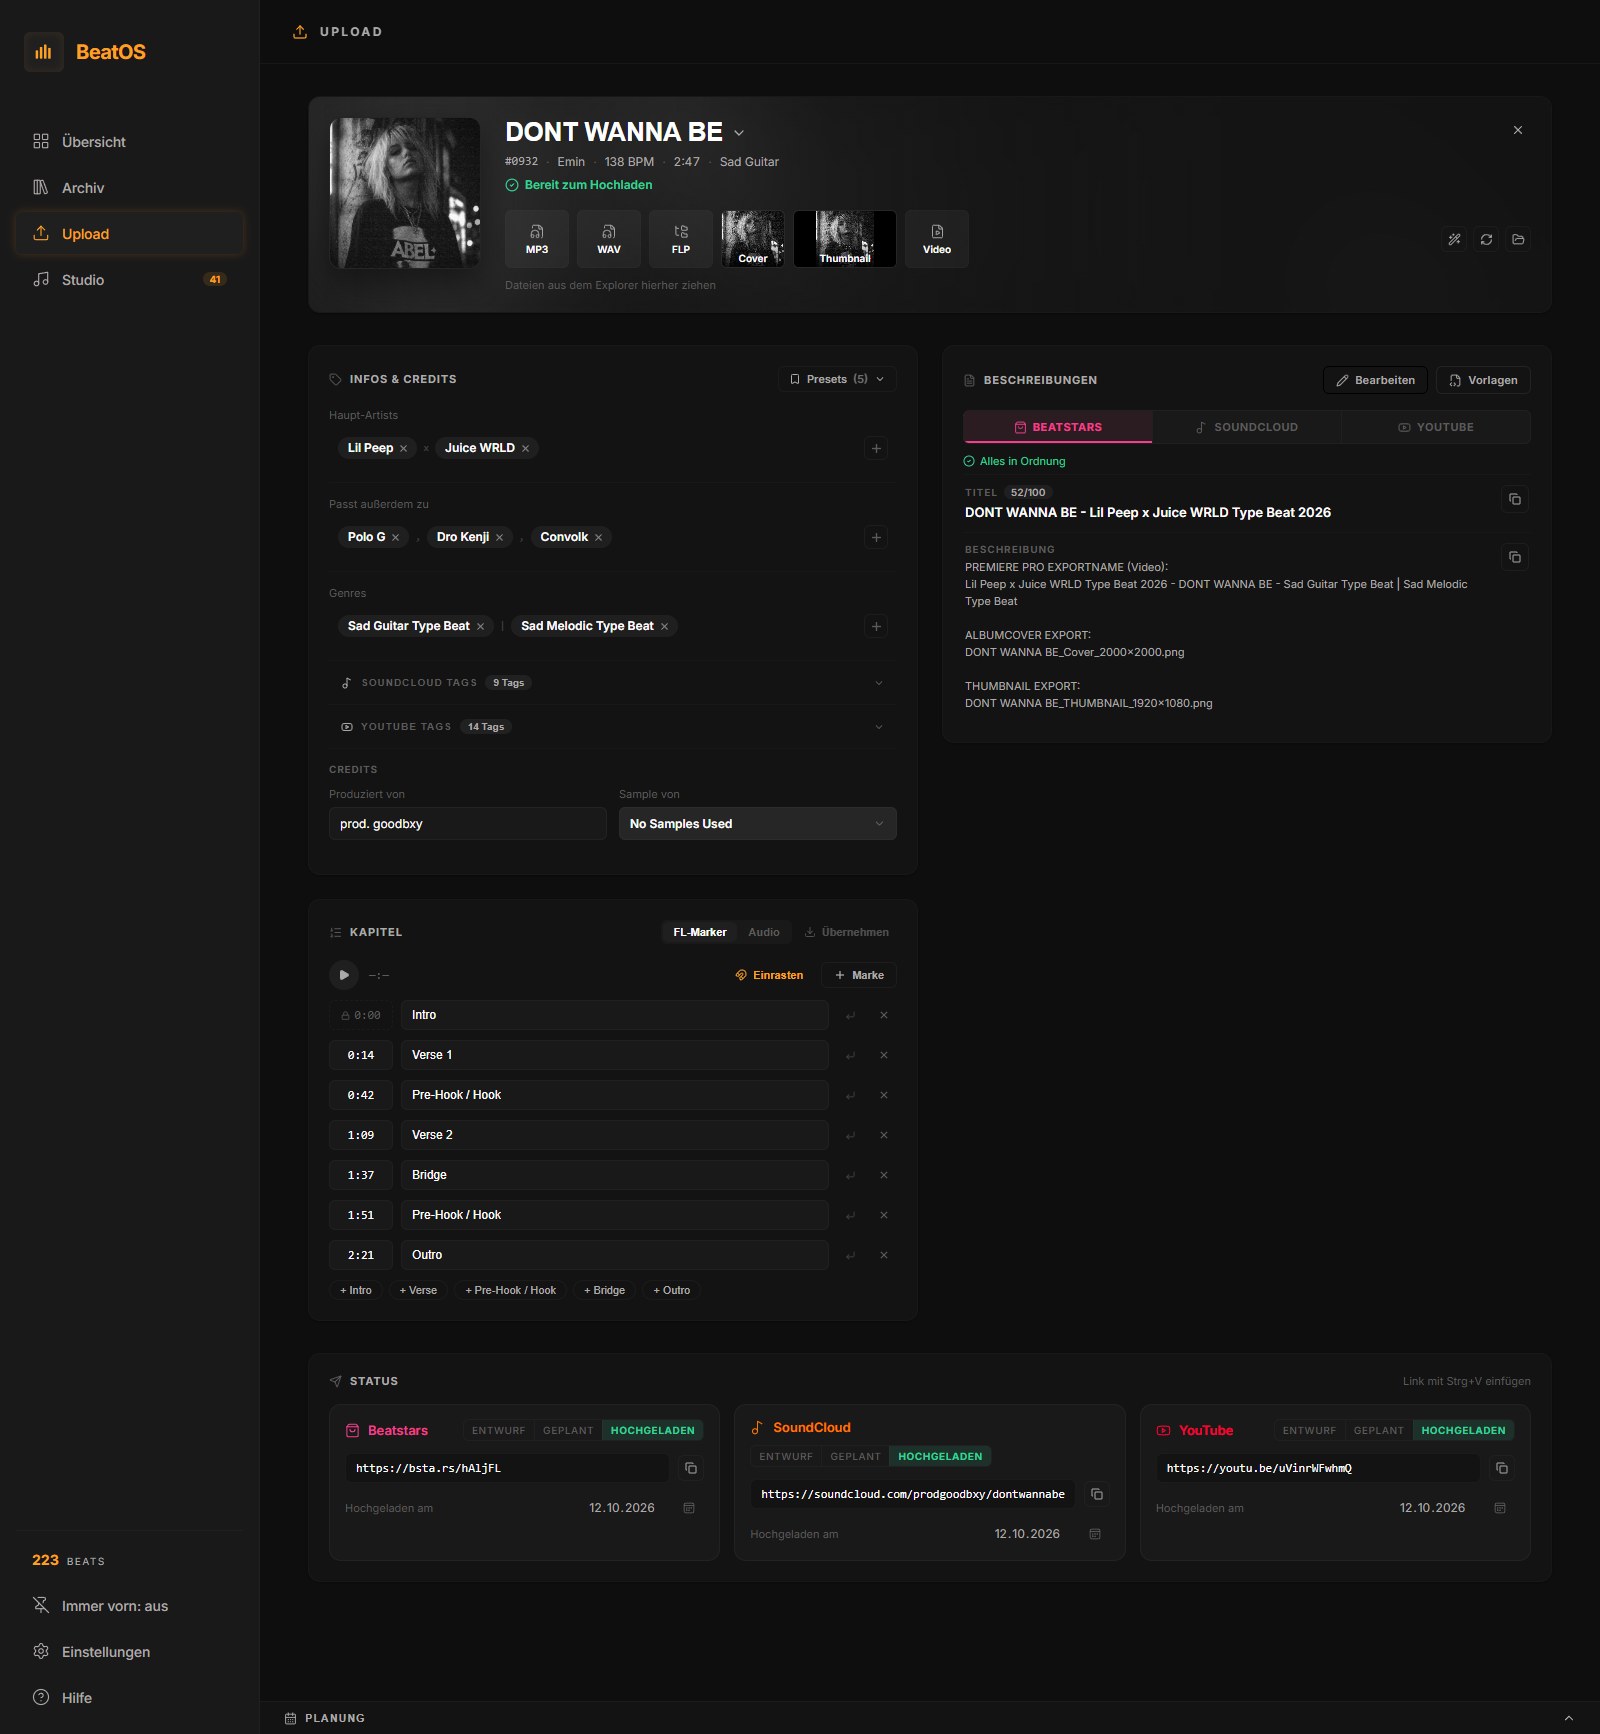 BeatOS
Übersicht
Archiv
Upload
Studio
41
223 BEATS
Immer vorn: aus
Einstellungen
Hilfe
UPLOAD
ABEL
DONT WANNA BE
#0932 · Emin · 138 BPM · 2:47 · Sad Guitar
Bereit zum Hochladen
MP3
WAV
FLP
Cover
Thumbnail
Video
Dateien aus dem Explorer hierher ziehen
INFOS & CREDITS
Presets (5)
Haupt-Artists
Lil Peep × x Juice WRLD ×
Passt außerdem zu
Polo G × , Dro Kenji × , Convolk ×
Genres
Sad Guitar Type Beat × | Sad Melodic Type Beat ×
SOUNDCLOUD TAGS 9 Tags
YOUTUBE TAGS 14 Tags
CREDITS
Produziert von
prod. goodbxy
Sample von
No Samples Used
BESCHREIBUNGEN
Bearbeiten
Vorlagen
BEATSTARS
SOUNDCLOUD
YOUTUBE
Alles in Ordnung
TITEL 52/100
DONT WANNA BE - Lil Peep x Juice WRLD Type Beat 2026
BESCHREIBUNG
PREMIERE PRO EXPORTNAME (Video):
Lil Peep x Juice WRLD Type Beat 2026 - DONT WANNA BE - Sad Guitar Type Beat | Sad Melodic
Type Beat
ALBUMCOVER EXPORT:
DONT WANNA BE_Cover_2000×2000.png
THUMBNAIL EXPORT:
DONT WANNA BE_THUMBNAIL_1920×1080.png
KAPITEL
FL-Marker
Audio
Übernehmen
–:–
Einrasten
+ Marke
0:00 Intro
0:14 Verse 1
0:42 Pre-Hook / Hook
1:09 Verse 2
1:37 Bridge
1:51 Pre-Hook / Hook
2:21 Outro
+ Intro
+ Verse
+ Pre-Hook / Hook
+ Bridge
+ Outro
STATUS
Link mit Strg+V einfügen
Beatstars
ENTWURF GEPLANT HOCHGELADEN
https://bsta.rs/hAljFL
Hochgeladen am 12.10.2026
SoundCloud
ENTWURF GEPLANT HOCHGELADEN
https://soundcloud.com/prodgoodbxy/dontwannabe
Hochgeladen am 12.10.2026
YouTube
ENTWURF GEPLANT HOCHGELADEN
https://youtu.be/uVinrWFwhmQ
Hochgeladen am 12.10.2026
PLANUNG